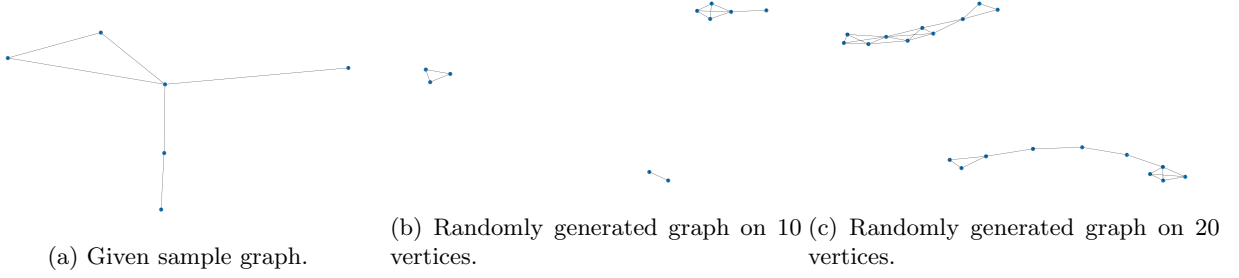 (a) Given sample graph.
(b) Randomly generated graph on 10
vertices.
(c) Randomly generated graph on 20
vertices.